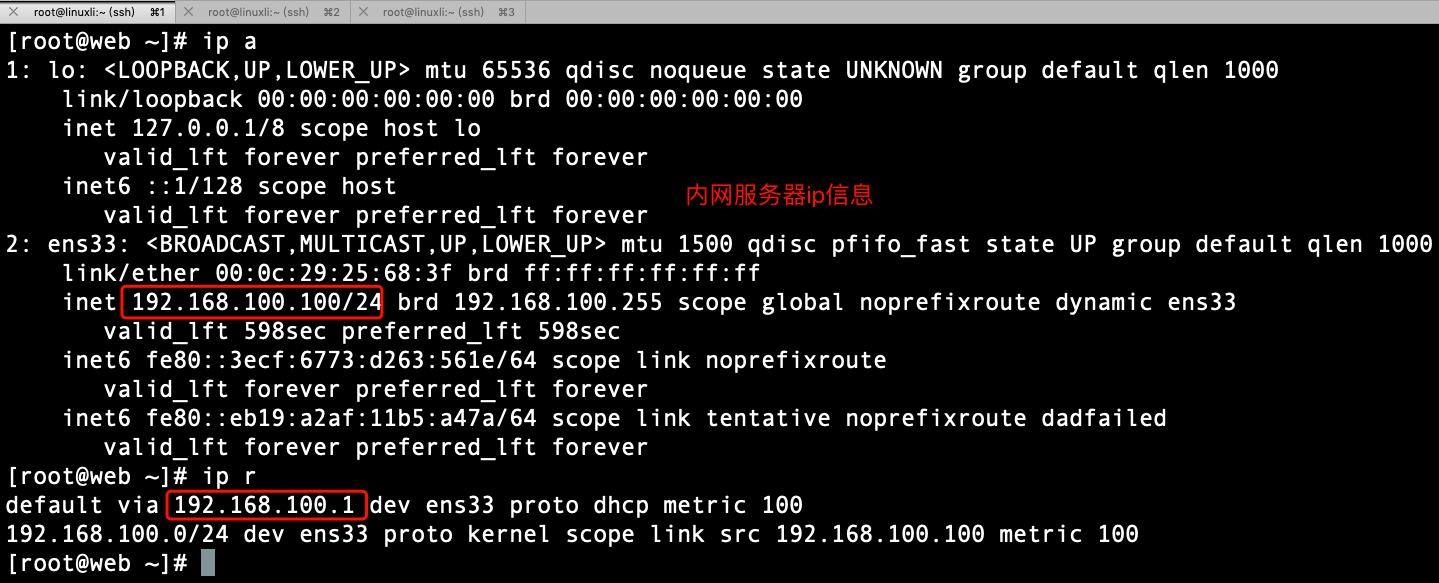 root@linuxli:~ (ssh) ⌘1 root@linuxli:~ (ssh) ⌘2 root@linuxli:~ (ssh) ⌘3
[root@web ~]# ip a
1: lo: <LOOPBACK,UP,LOWER_UP> mtu 65536 qdisc noqueue state UNKNOWN group default qlen 1000
    link/loopback 00:00:00:00:00:00 brd 00:00:00:00:00:00
    inet 127.0.0.1/8 scope host lo
       valid_lft forever preferred_lft forever
    inet6 ::1/128 scope host
内网服务器ip信息
       valid_lft forever preferred_lft forever
2: ens33: <BROADCAST,MULTICAST,UP,LOWER_UP> mtu 1500 qdisc pfifo_fast state UP group default qlen 1000
    link/ether 00:0c:29:25:68:3f brd ff:ff:ff:ff:ff:ff
    inet 192.168.100.100/24 brd 192.168.100.255 scope global noprefixroute dynamic ens33
       valid_lft 598sec preferred_lft 598sec
    inet6 fe80::3ecf:6773:d263:561e/64 scope link noprefixroute
       valid_lft forever preferred_lft forever
    inet6 fe80::eb19:a2af:11b5:a47a/64 scope link tentative noprefixroute dadfailed
       valid_lft forever preferred_lft forever
[root@web ~]# ip r
default via 192.168.100.1 dev ens33 proto dhcp metric 100
192.168.100.0/24 dev ens33 proto kernel scope link src 192.168.100.100 metric 100
[root@web ~]#